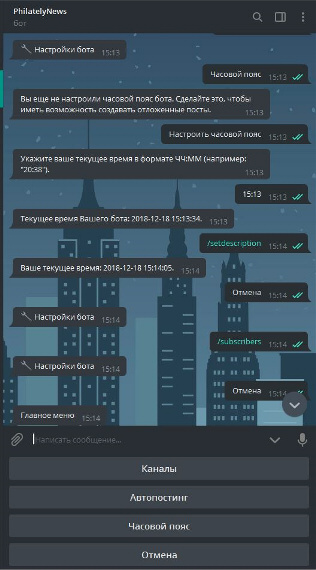 PhilatelyNews
бот
🔧 Настройки бота 15:13
Часовой пояс 15:13
Вы еще не настроили часовой пояс бота. Сделайте это, чтобы
иметь возможность создавать отложенные посты. 15:13
Настроить часовой пояс 15:13
Укажите ваше текущее время в формате ЧЧ:ММ (например:
"20:38"). 15:13
15:13 15:13
Текущее время Вашего бота: 2018-12-18 15:13:34. 15:13
/setdescription 15:14
Ваше текущее время: 2018-12-18 15:14:05. 15:14
Отмена 15:14
🔧 Настройки бота 15:14
/subscribers 15:14
🔧 Настройки бота 15:14
Отмена 15:14
Главное меню 15:14
Написать сообщение...
Каналы
Автопостинг
Часовой пояс
Отмена